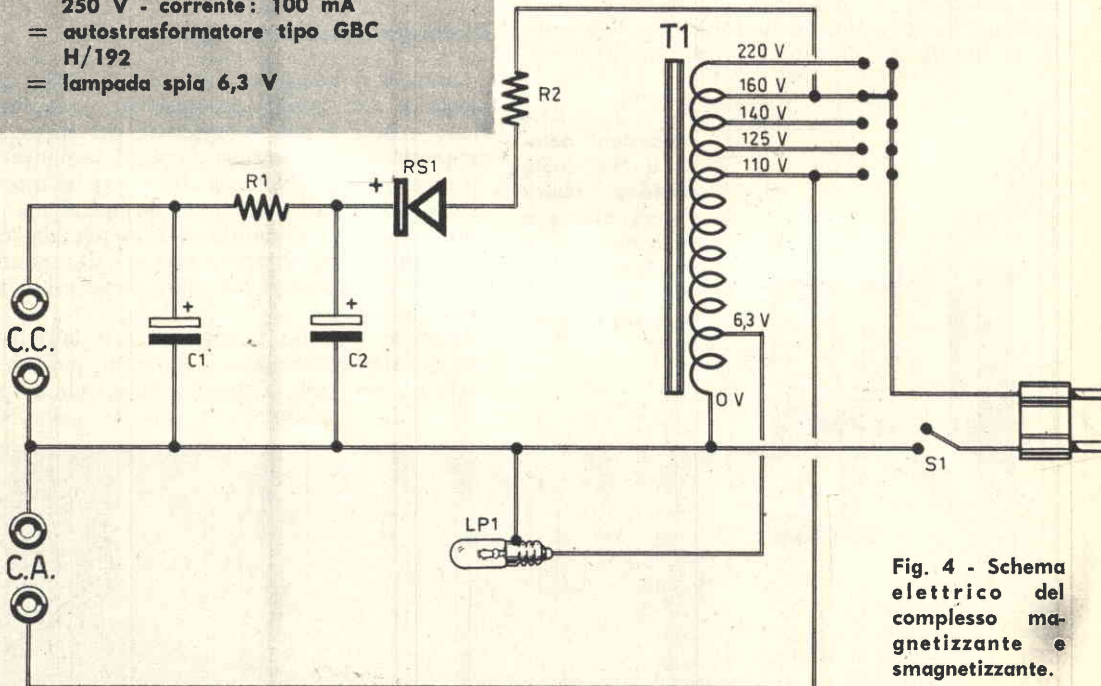 250 V - corrente: 100 mA
= autostrasformatore tipo GBC
H/192
= lampada spia 6,3 V
T1
220 V
160 V
140 V
125 V
110 V
R2
R1
+ RS1
+
C1
+
C2
C.C.
6,3 V
0 V
S1
LP1
C.A.
Fig. 4 - Schema
elettrico del
complesso ma-
gnetizzante e
smagnetizzante.